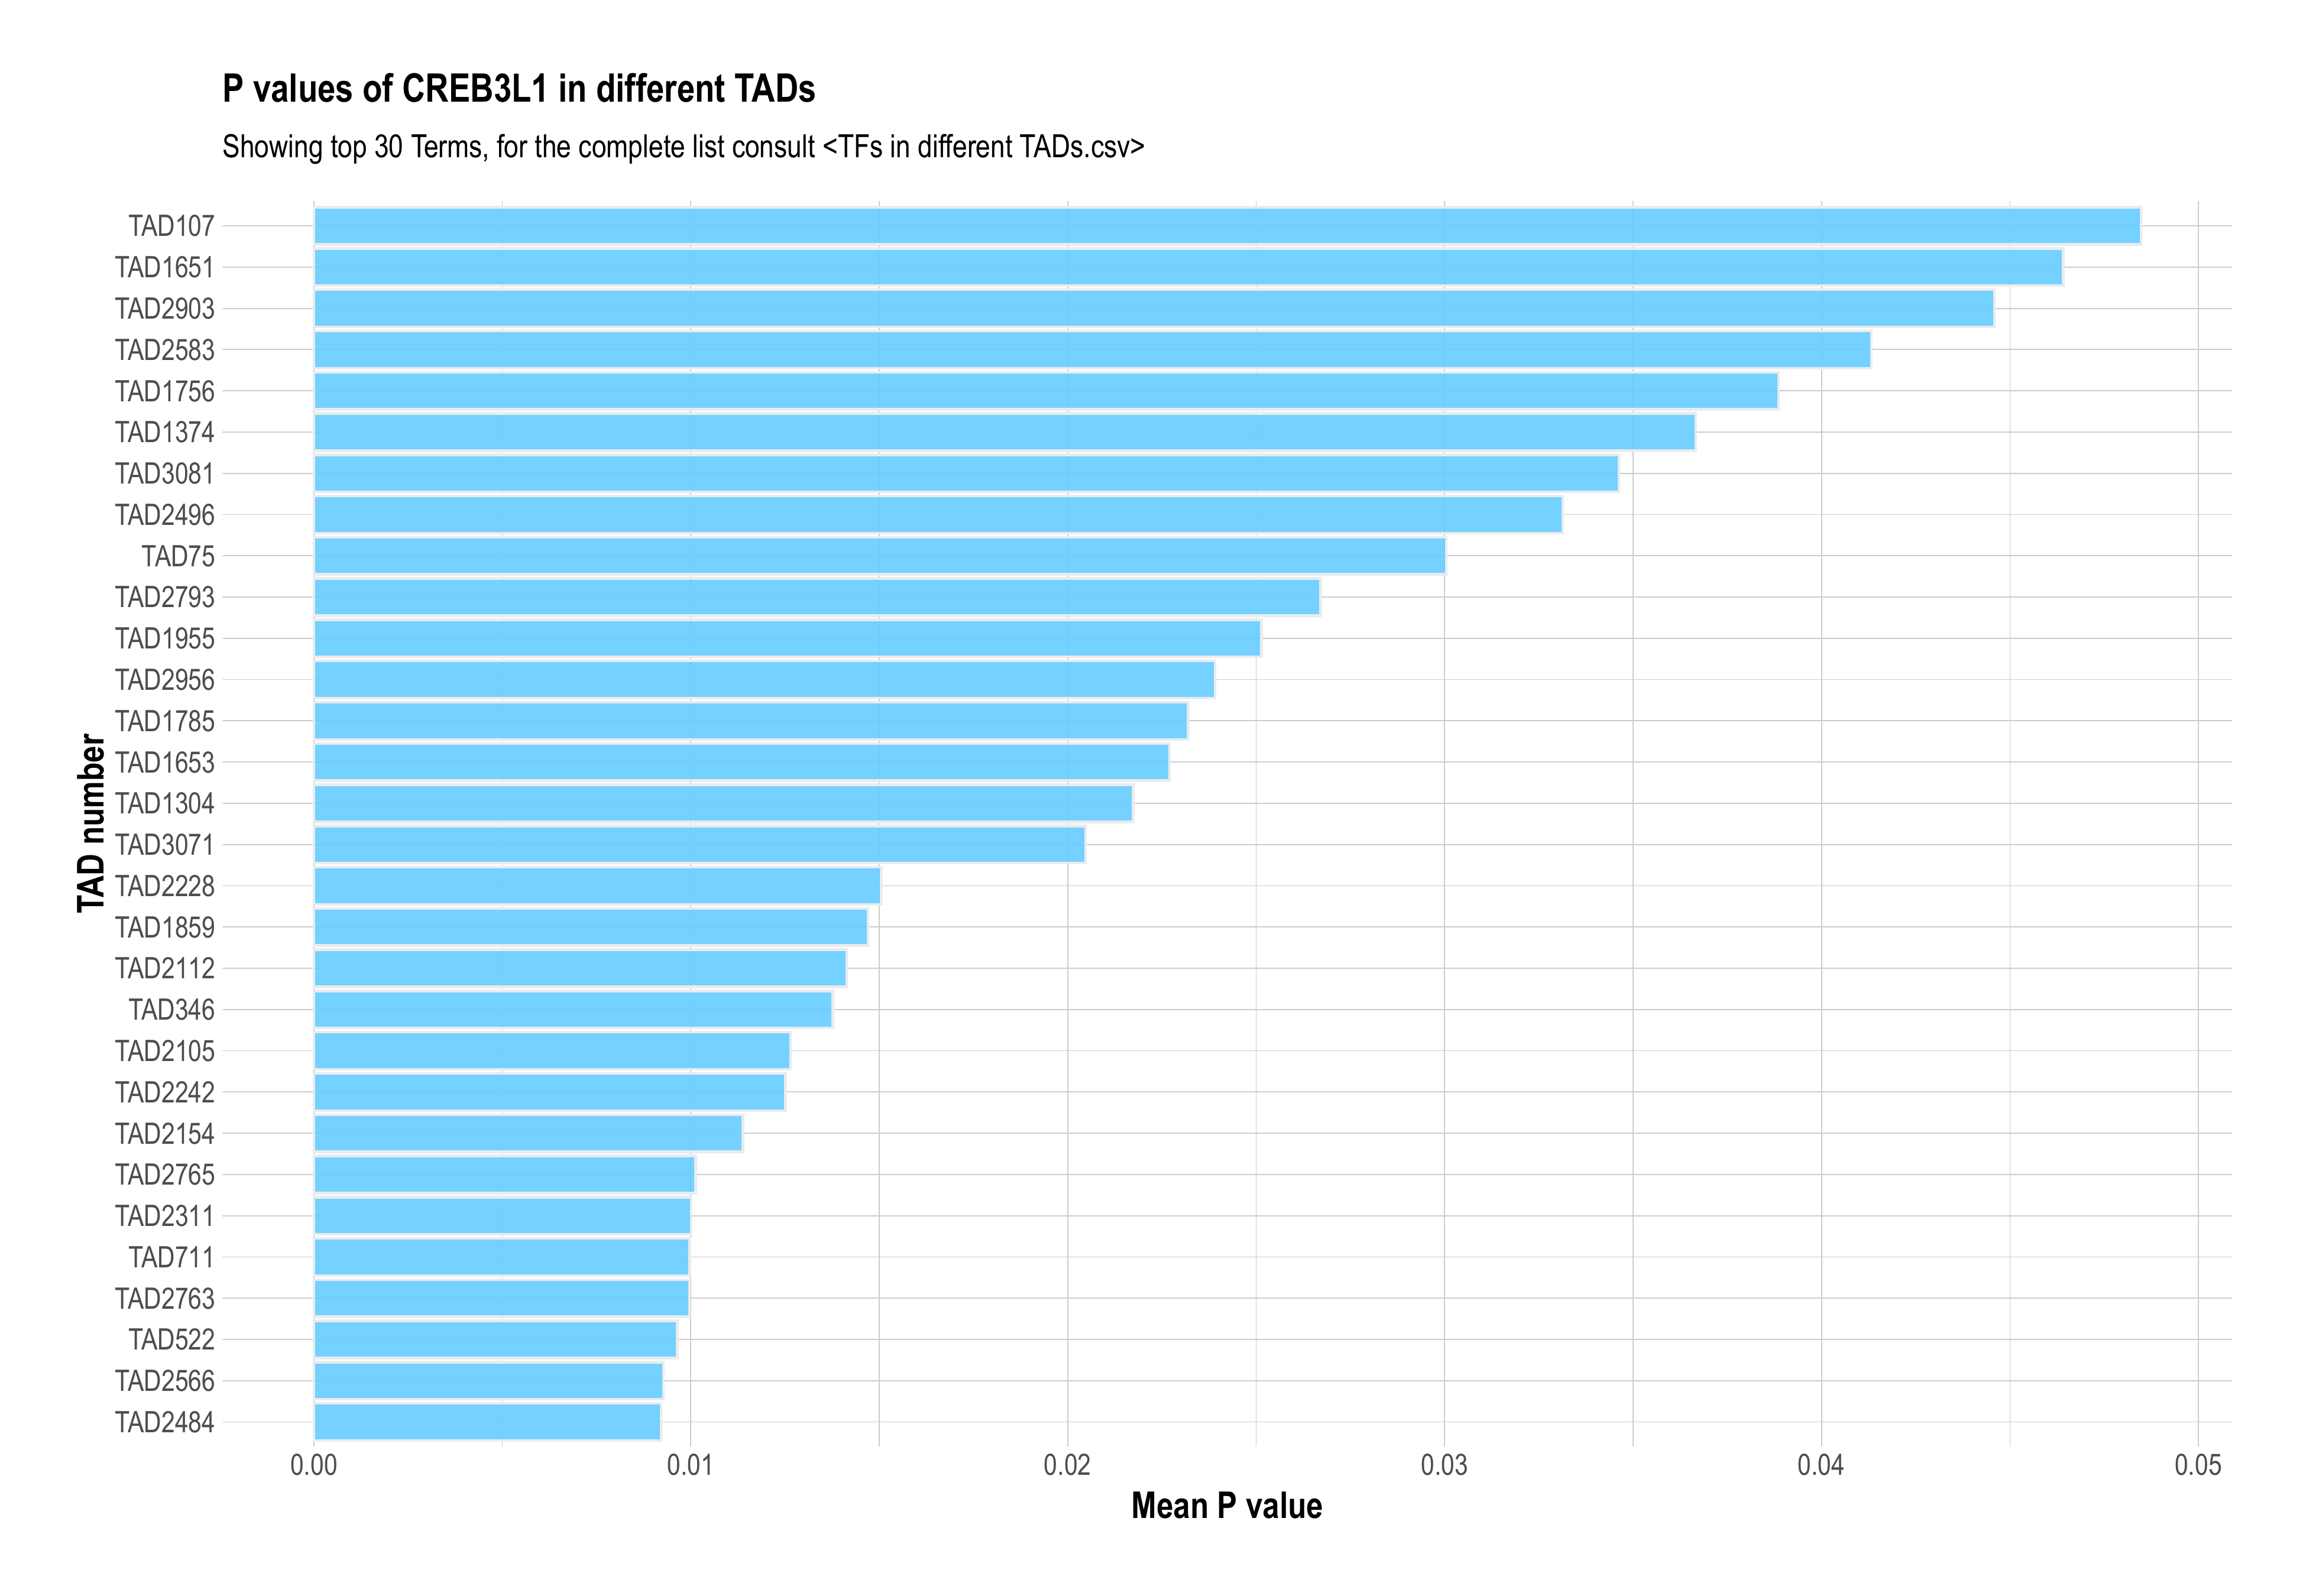 P values of CREB3L1 in different TADs
Showing top 30 Terms, for the complete list consult <TFs in different TADs.csv>
TAD number
TAD107
TAD1651
TAD2903
TAD2583
TAD1756
TAD1374
TAD3081
TAD2496
TAD75
TAD2793
TAD1955
TAD2956
TAD1785
TAD1653
TAD1304
TAD3071
TAD2228
TAD1859
TAD2112
TAD346
TAD2105
TAD2242
TAD2154
TAD2765
TAD2311
TAD711
TAD2763
TAD522
TAD2566
TAD2484
0.00 0.01 0.02 0.03 0.04 0.05
Mean P value